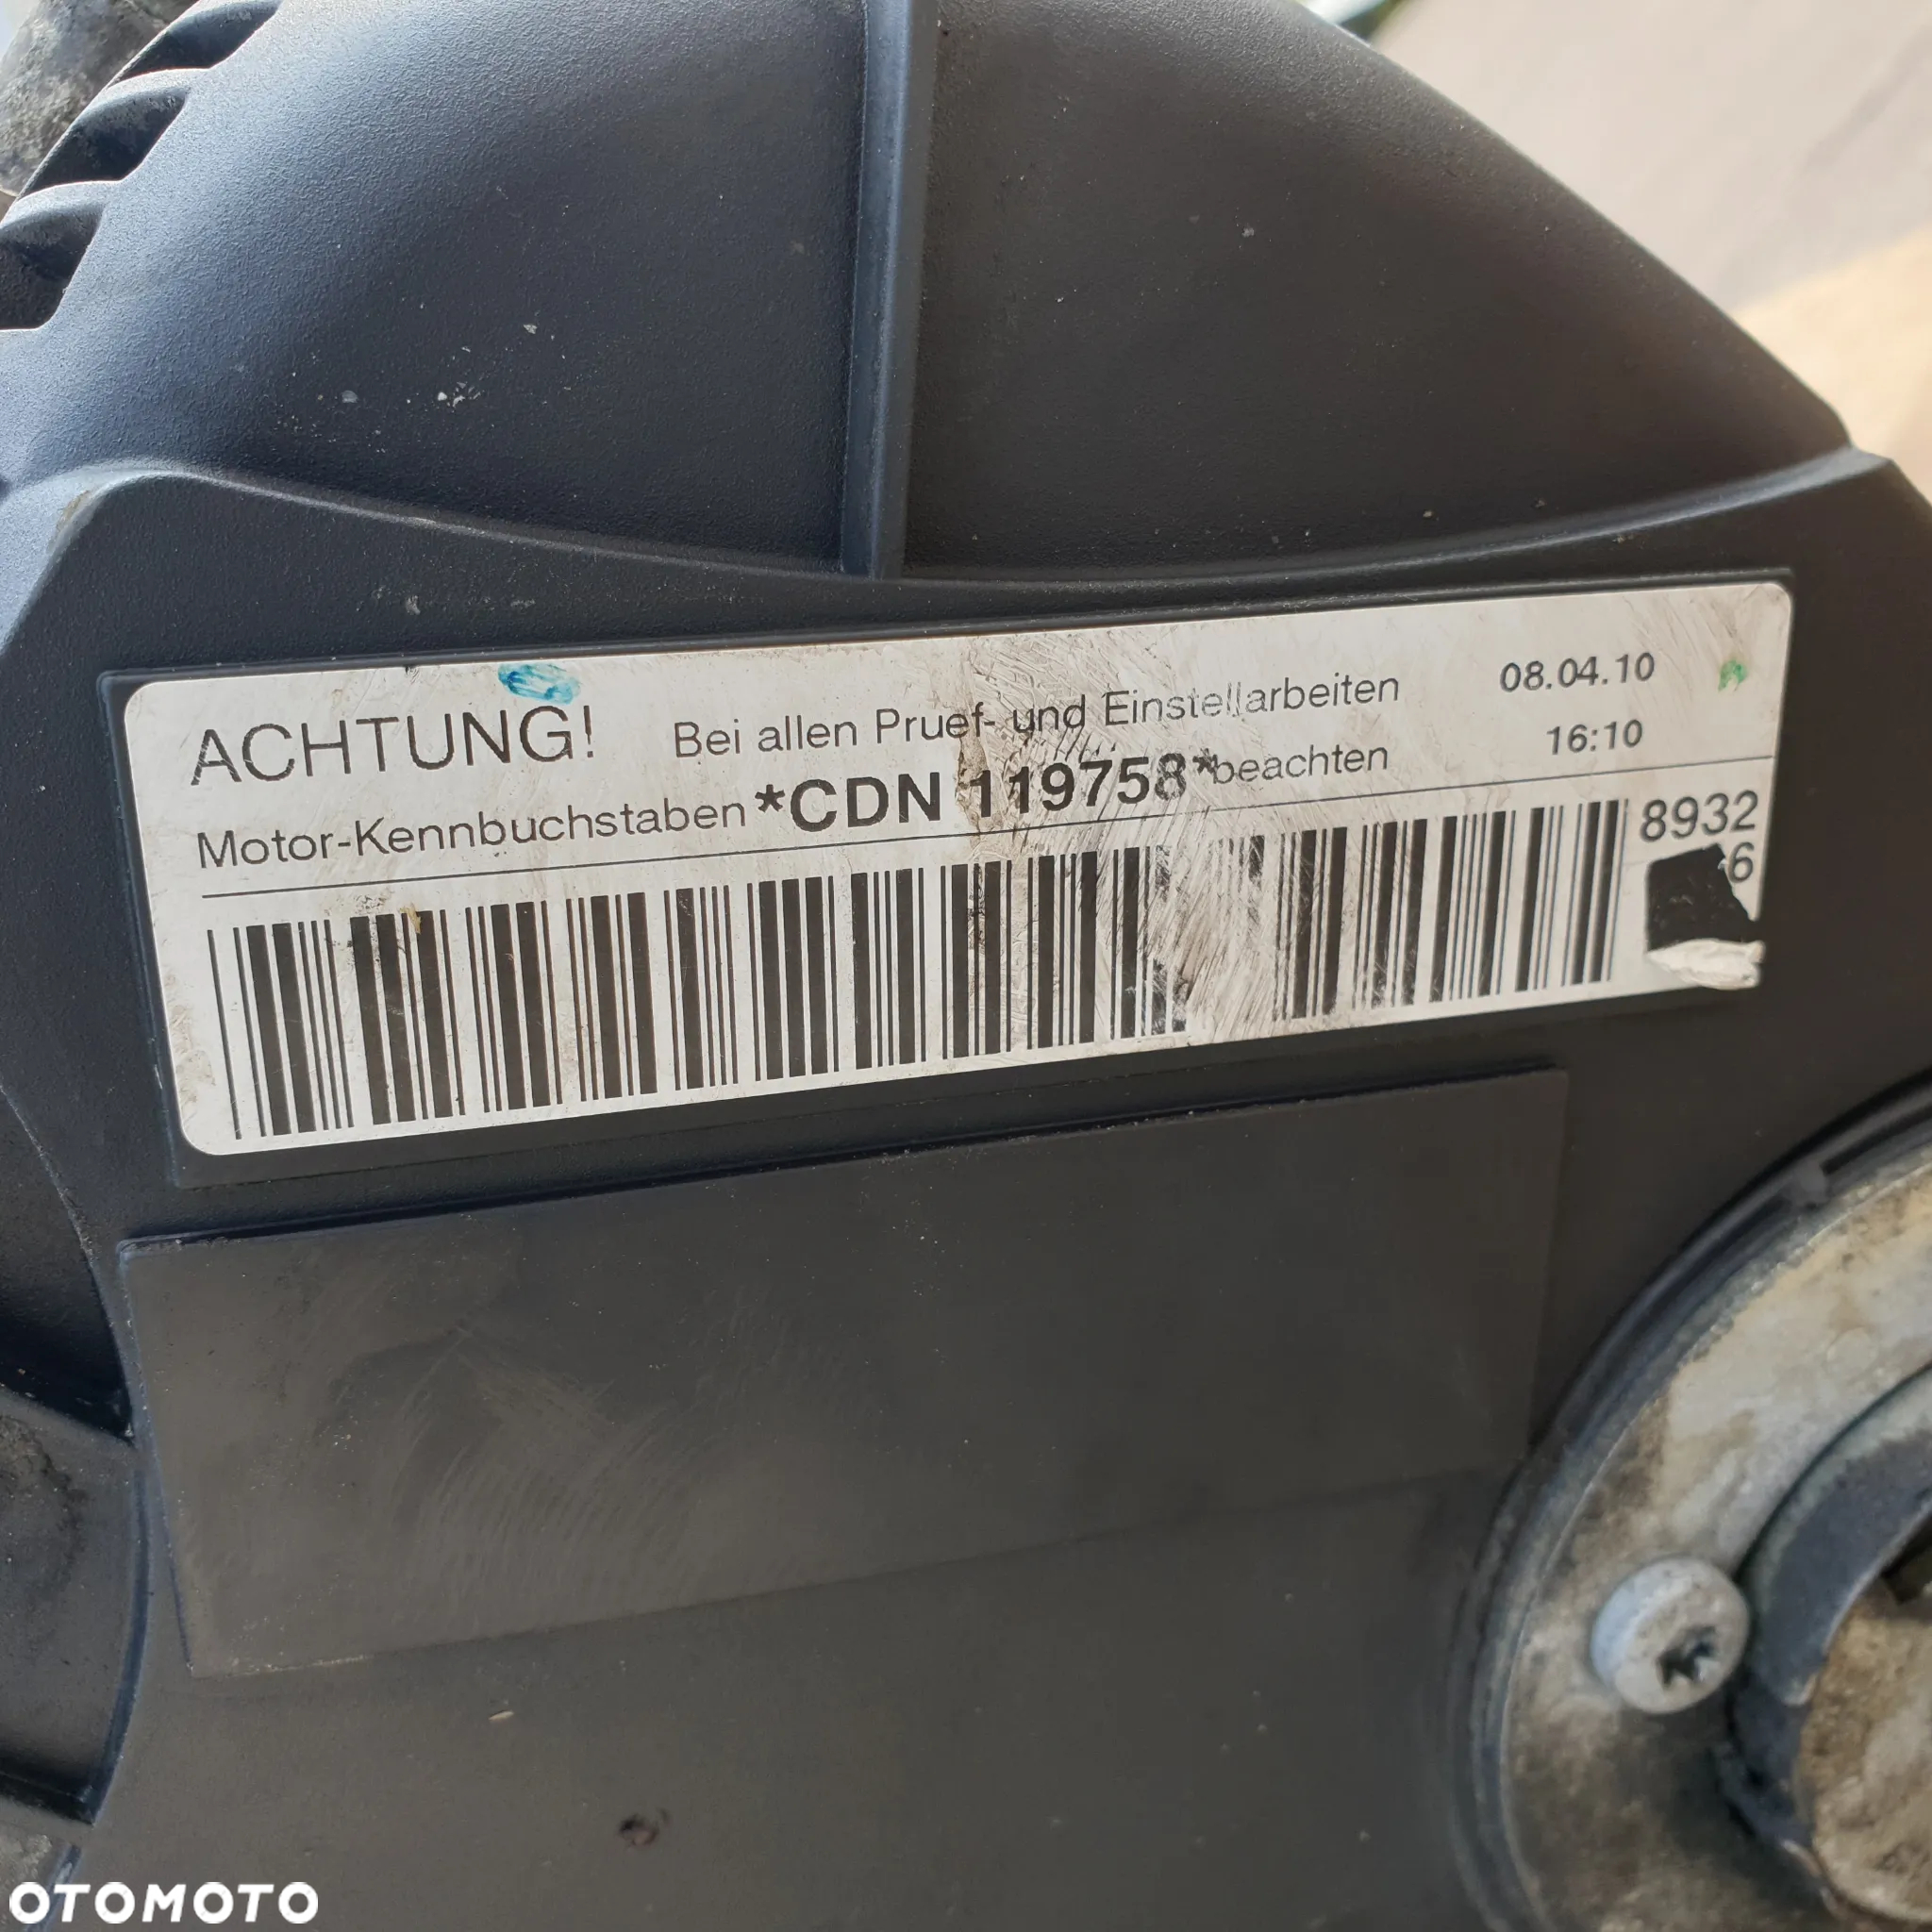 ACHTUNG! Bei allen Pruef- und Einstellarbeiten 08.04.10
Motor-Kennbuchstaben *CDN 119758* beachten 16:10
8932
6
OTOMOTO